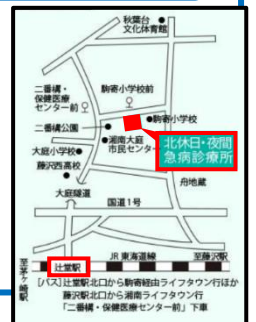 秋葉台
文化体育館
二番構・
保健医療
センター前
駒寄小学校前
駒寄小学校
二番構公園
湘南大庭
市民センター
北休日・夜間
急病診療所
大庭小学校
藤沢西高校
大庭隧道
舟地蔵
国道1号
JR東海道線
至藤沢駅
辻堂駅
至茅ヶ崎駅
[バス]辻堂駅北口から駒寄経由ライフタウン行ほか
藤沢駅北口から湘南ライフタウン行
「二番構・保健医療センター前」下車